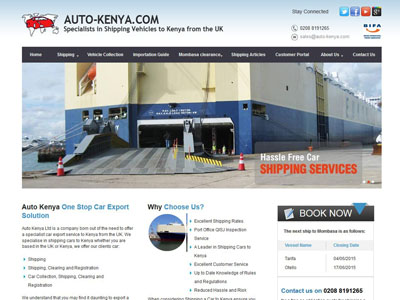 AUTO-KENYA.COM
Specialists in Shipping Vehicles to Kenya from the UK
Stay Connected
0208 8191265
sales@auto-kenya.com
BIFA
Home
Shipping
Vehicle Collection
Importation Guide
Mombasa clearance
Shipping Articles
Customer Portal
About Us
Contact Us
Hassle Free Car
SHIPPING SERVICES
Auto Kenya One Stop Car Export
Solution
Auto Kenya Ltd is a company born out of the need to offer
a specialist car export service to Kenya from the UK. We
specialise in shipping cars to Kenya whether you are
based in the UK or Kenya, we offer our clients car:
Shipping
Shipping, Clearing and Registration
Car Collection, Shipping, Clearing and
Registration
We understand that you may find it daunting to export a
Why Choose Us?
Excellent Shipping Rates
Port Office QISJ Inspection
Service
A Leader in Shipping Cars to
Kenya
Excellent Customer Service
Up to Date Knowledge of Rules
and Regulations
Reduced Hassle and Risk
When considering Shipping a Car to Kenya ensure you
BOOK NOW
The next ship to Mombasa is as follows:
Vessel Name
Closing Date
Tarifa
04/05/2015
Otello
17/05/2015
Contact us on 0208 8191265